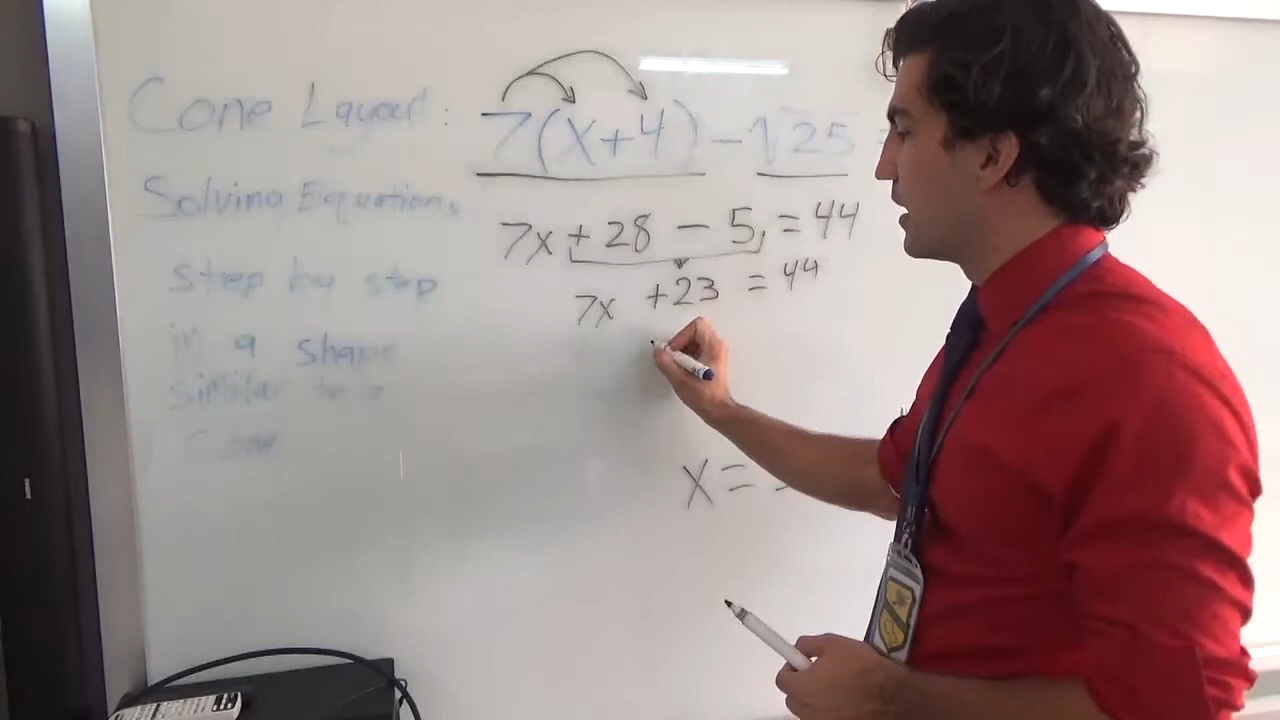 Cone Layout: 7(x+4) - √25 =
Solving Equations
7x + 28 - 5 = 44
step by step
7x + 23 = 44
in a shape
similar to a
cone
x =